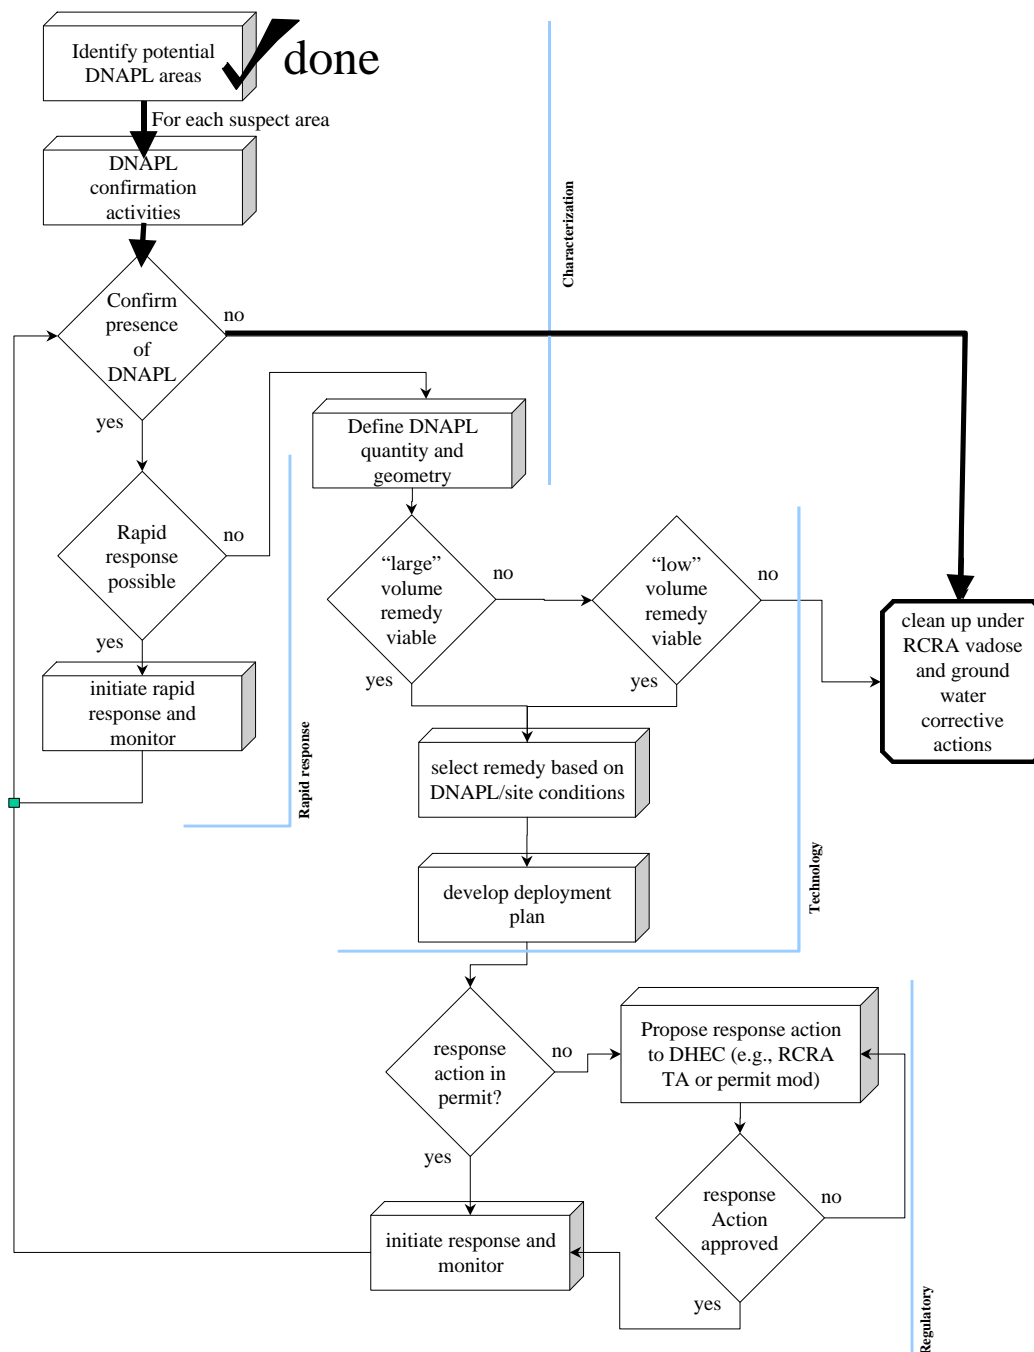 Identify potential
DNAPL areas
done
For each suspect area
DNAPL
confirmation
activities
Characterization
Confirm
presence
of
DNAPL
no
yes
Define DNAPL
quantity and
geometry
Rapid
response
possible
no
yes
"large"
volume
remedy
viable
no
yes
"low"
volume
remedy
viable
no
yes
clean up under
RCRA vadose
and ground
water
corrective
actions
initiate rapid
response and
monitor
Rapid response
select remedy based on
DNAPL/site conditions
Technology
develop deployment
plan
response
action in
permit?
no
yes
Propose response action
to DHEC (e.g., RCRA
TA or permit mod)
response
Action
approved
no
yes
initiate response and
monitor
Regulatory